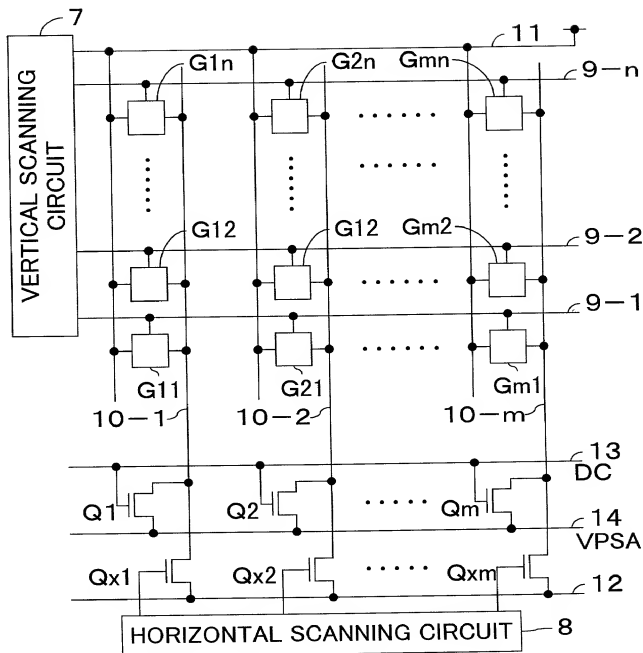 7
11
G1n G2n Gmn 9-n
VERTICAL SCANNING
CIRCUIT
G12 G12 Gm2 9-2
9-1
G11 G21 Gm1
10-1 10-2 10-m
13
DC
Q1 Q2 Qm
14
VPSA
Qx1 Qx2 Qxm
12
HORIZONTAL SCANNING CIRCUIT 8